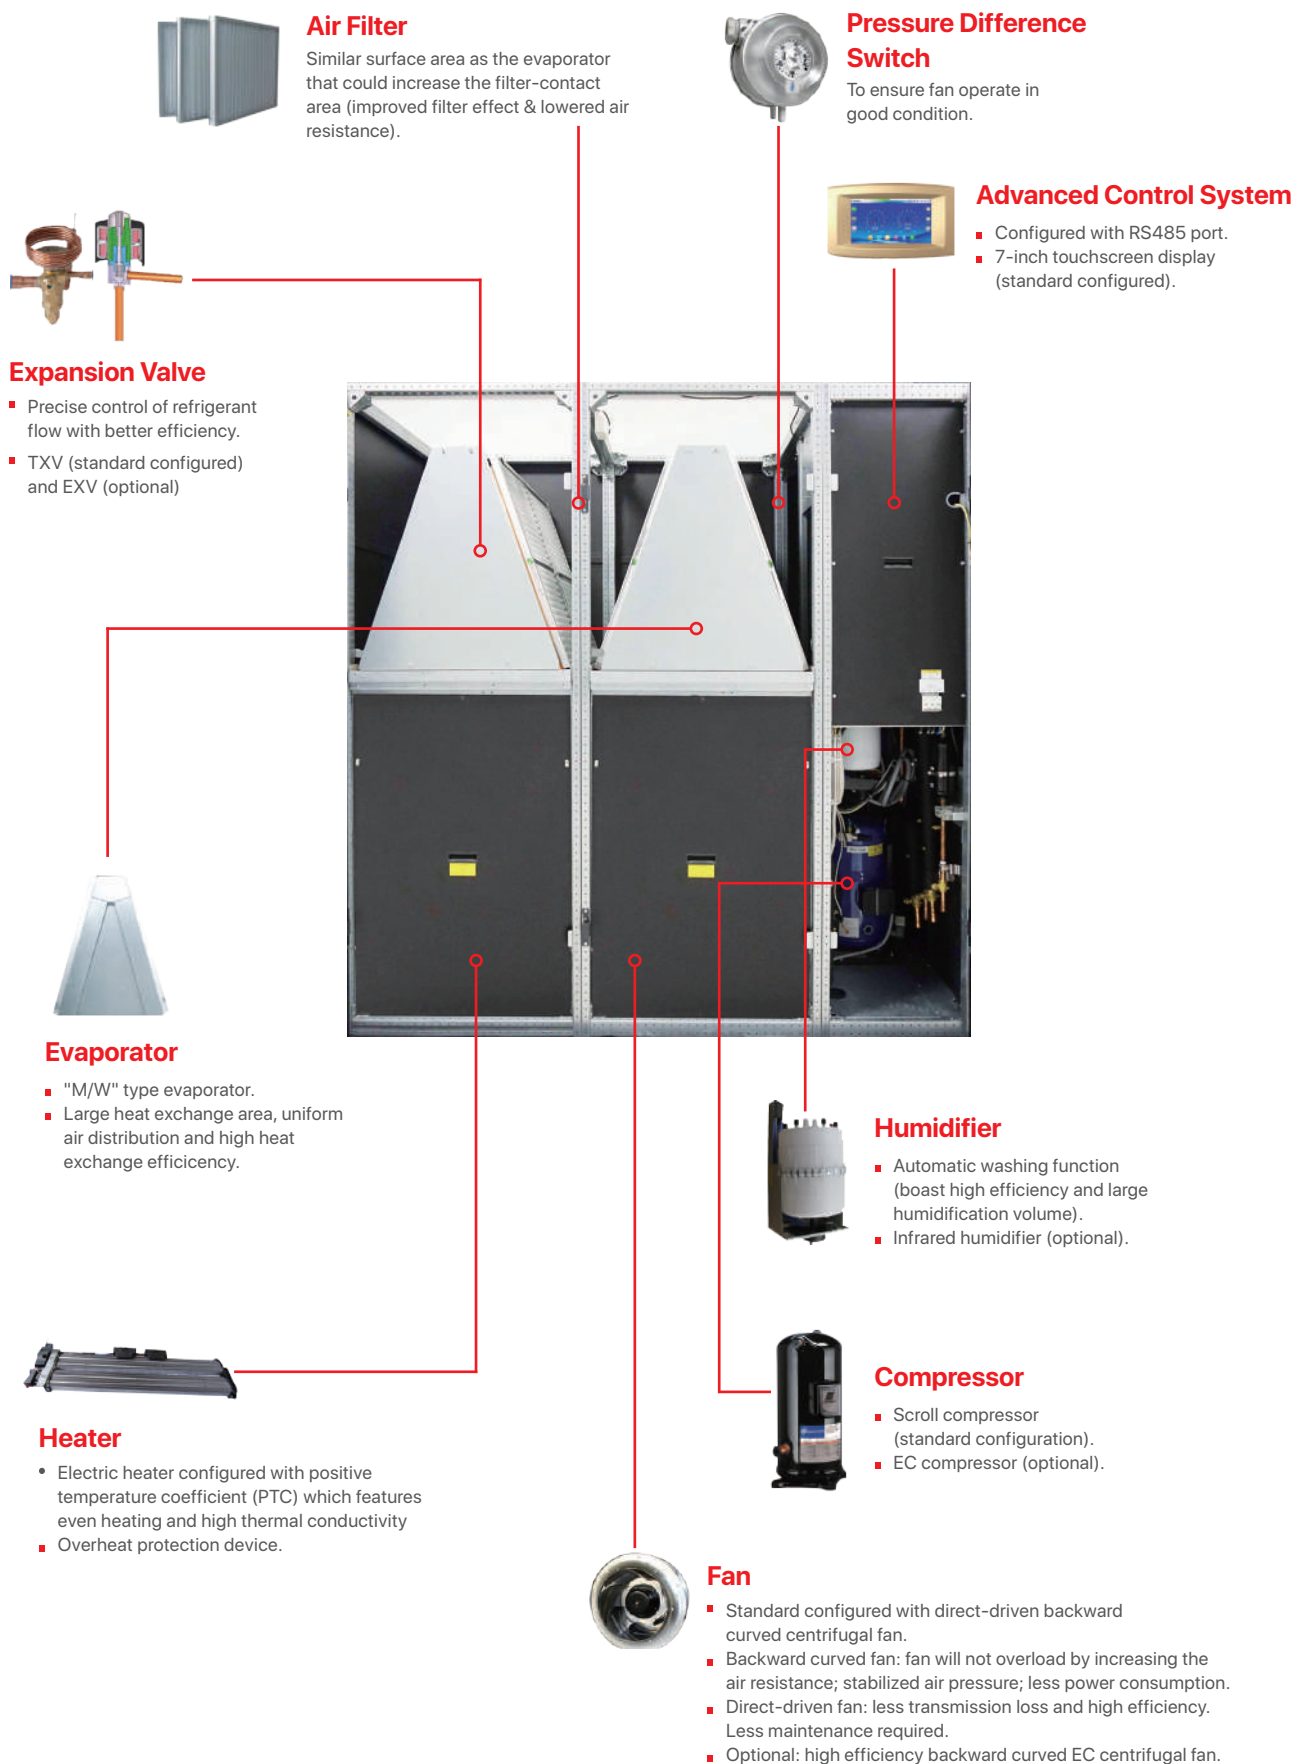 Air Filter
Similar surface area as the evaporator
that could increase the filter-contact
area (improved filter effect & lowered air
resistance).
Pressure Difference
Switch
To ensure fan operate in
good condition.
Advanced Control System
Configured with RS485 port.
7-inch touchscreen display
(standard configured).
Expansion Valve
Precise control of refrigerant
flow with better efficiency.
TXV (standard configured)
and EXV (optional)
Evaporator
"M/W" type evaporator.
Large heat exchange area, uniform
air distribution and high heat
exchange efficicency.
Humidifier
Automatic washing function
(boast high efficiency and large
humidification volume).
Infrared humidifier (optional).
Compressor
Scroll compressor
(standard configuration).
EC compressor (optional).
Heater
Electric heater configured with positive
temperature coefficient (PTC) which features
even heating and high thermal conductivity
Overheat protection device.
Fan
Standard configured with direct-driven backward
curved centrifugal fan.
Backward curved fan: fan will not overload by increasing the
air resistance; stabilized air pressure; less power consumption.
Direct-driven fan: less transmission loss and high efficiency.
Less maintenance required.
Optional: high efficiency backward curved EC centrifugal fan.